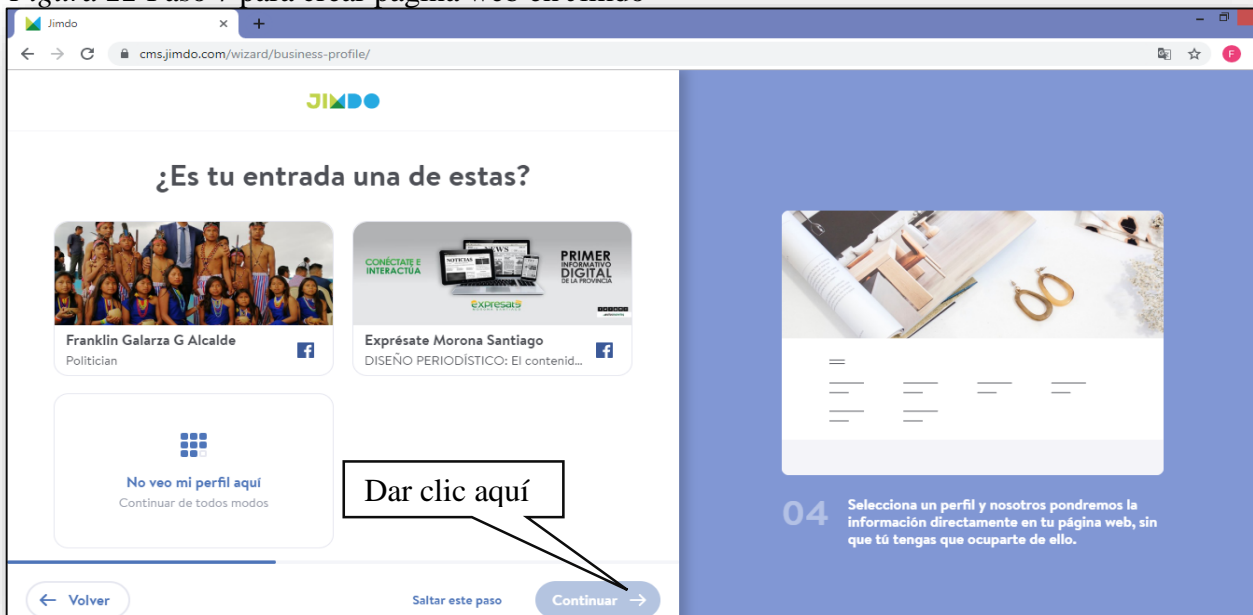 Jimdo
cms.jimdo.com/wizard/business-profile/
F
JIMDO
¿Es tu entrada una de estas?
CONÉCTATE E
INTERACTÚA
NEWS
NOTICIAS
exprésate
PRIMER
INFORMATIVO
DIGITAL
DE LA PROVINCIA
Franklin Galarza G Alcalde
Politician
Exprésate Morona Santiago
DISEÑO PERIODÍSTICO: El contenid...
No veo mi perfil aquí
Continuar de todos modos
Dar clic aquí
04 Selecciona un perfil y nosotros pondremos la
información directamente en tu página web, sin
que tú tengas que ocuparte de ello.
Volver
Saltar este paso
Continuar